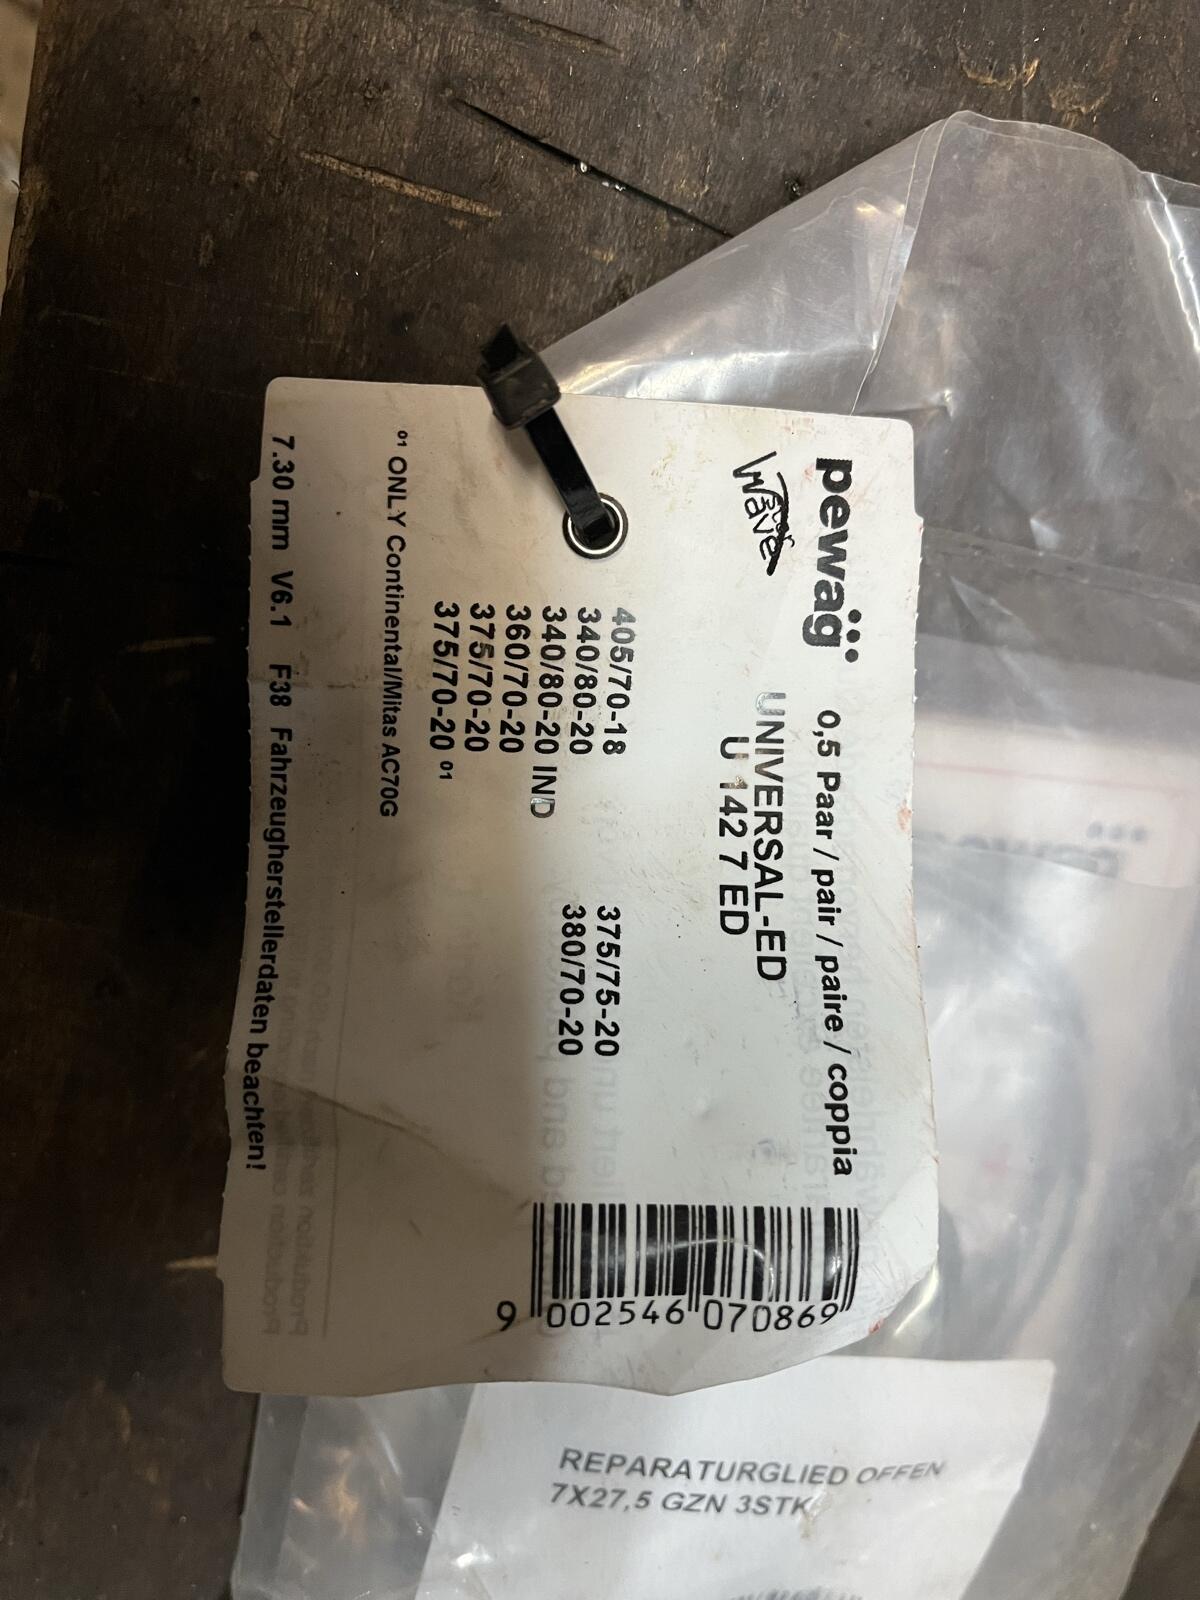 pewag
0,5 Paar / pair / paire / coppia
star
wave
UNIVERSAL-ED
U 142 7 ED
405/70-18
340/80-20
340/80-20 IND
360/70-20
375/70-20
375/70-20 01
375/75-20
380/70-20
01 ONLY Continental/Mitas AC70G
7.30 mm V6.1 F38 Fahrzeugherstellerdaten beachten!
9 002546 070869
REPARATURGLIED OFFEN
7X27,5 GZN 3STK